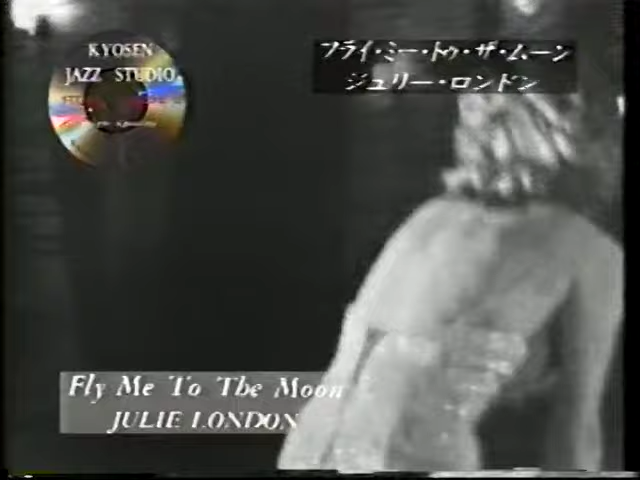 KYOSEN
JAZZ STUDIO
フライ・ミー・トゥ・ザ・ムーン
ジュリー・ロンドン
Fly Me To The Moon
JULIE LONDON